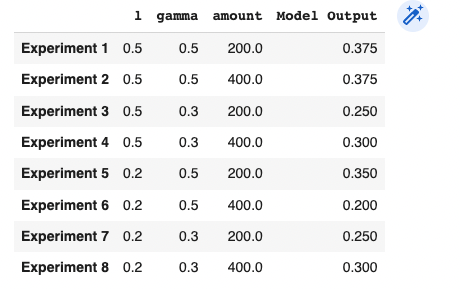 l gamma amount Model Output
Experiment 1 0.5 0.5 200.0 0.375
Experiment 2 0.5 0.5 400.0 0.375
Experiment 3 0.5 0.3 200.0 0.250
Experiment 4 0.5 0.3 400.0 0.300
Experiment 5 0.2 0.5 200.0 0.350
Experiment 6 0.2 0.5 400.0 0.200
Experiment 7 0.2 0.3 200.0 0.250
Experiment 8 0.2 0.3 400.0 0.300